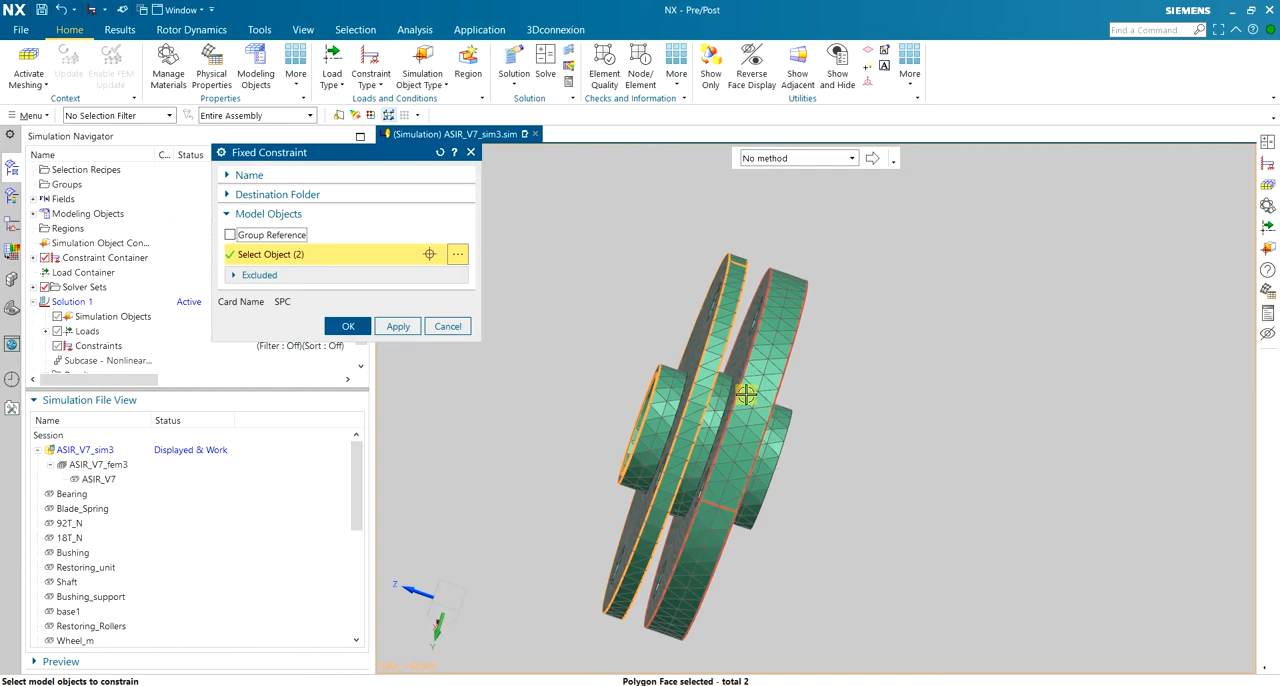 NX
Window
NX - Pre/Post
SIEMENS
File
Home
Results
Rotor Dynamics
Tools
View
Selection
Analysis
Application
3Dconnexion
Find a Command
Activate Meshing
Update
Enable FEM Update
Manage Materials
Physical Properties
Modeling Objects
More
Load Type
Constraint Type
Simulation Object Type
Region
Solution
Solve
Element Quality
Node/ Element
More
Show Only
Reverse Face Display
Show Adjacent
Show and Hide
More
Context
Properties
Loads and Conditions
Solution
Checks and Information
Utilities
Menu
No Selection Filter
Entire Assembly
Simulation Navigator
(Simulation) ASIR_V7_sim3.sim
Name
C...
Status
Selection Recipes
Groups
Fields
Modeling Objects
Regions
Simulation Object Con...
Constraint Container
Load Container
Solver Sets
Solution 1
Active
Simulation Objects
Loads
Constraints
(Filter : Off)(Sort : Off)
Subcase - Nonlinear...
Fixed Constraint
Name
Destination Folder
Model Objects
Group Reference
Select Object (2)
Excluded
Card Name SPC
OK
Apply
Cancel
No method
Simulation File View
Name
Status
Session
ASIR_V7_sim3
Displayed & Work
ASIR_V7_fem3
ASIR_V7
Bearing
Blade_Spring
92T_N
18T_N
Bushing
Restoring_unit
Shaft
Bushing_support
base1
Restoring_Rollers
Wheel_m
Preview
Z
Y
Select model objects to constrain
Polygon Face selected - total 2